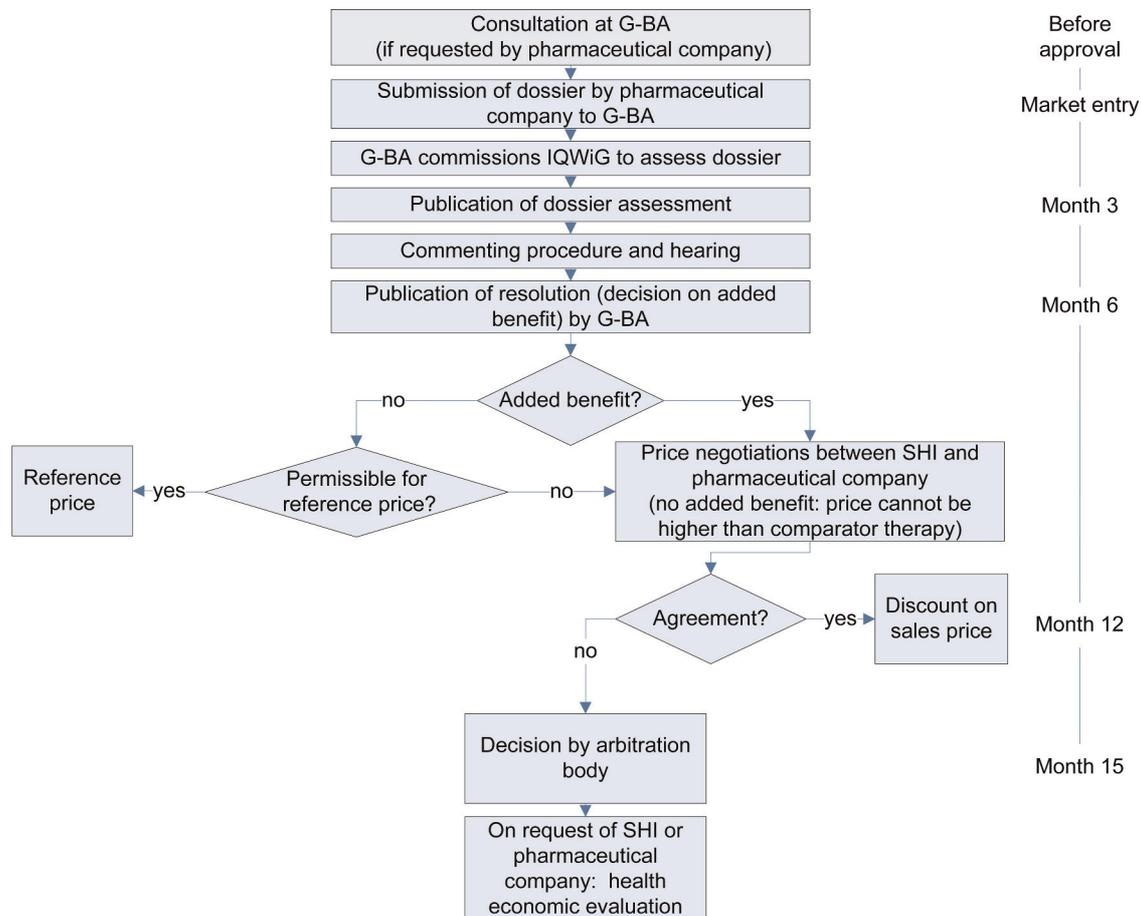 Consultation at G-BA
(if requested by pharmaceutical company)
Before
approval
Submission of dossier by pharmaceutical
company to G-BA
Market entry
G-BA commissions IQWiG to assess dossier
Publication of dossier assessment
Month 3
Commenting procedure and hearing
Publication of resolution (decision on added
benefit) by G-BA
Month 6
Added benefit?
no
yes
Reference
price
yes
Permissible for
reference price?
no
Price negotiations between SHI and
pharmaceutical company
(no added benefit: price cannot be
higher than comparator therapy)
Agreement?
yes
Discount on
sales price
Month 12
no
Decision by arbitration
body
Month 15
On request of SHI or
pharmaceutical
company: health
economic evaluation